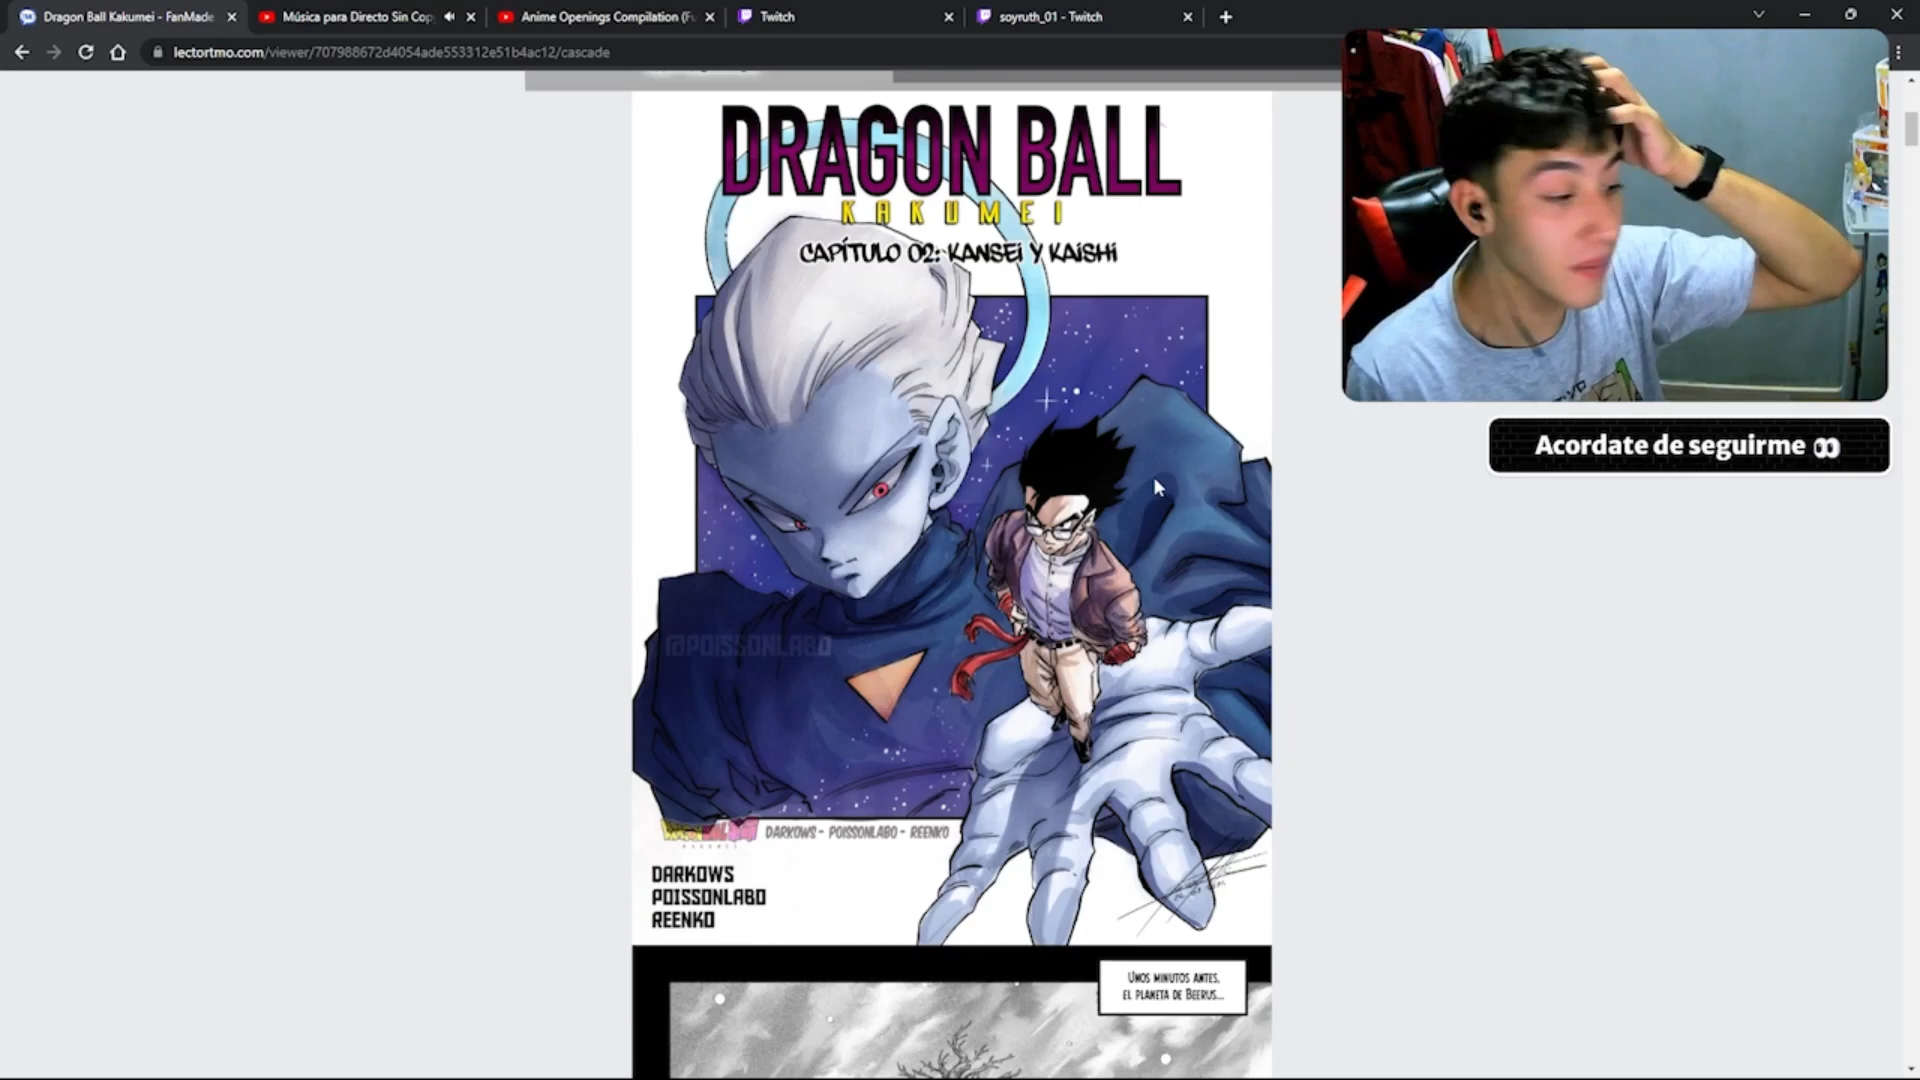 Dragon Ball Kakumei - FanMade
Música para Directo Sin Cop
Anime Openings Compilation (Fu
Twitch
soyruth_01 - Twitch
lectortmo.com/viewer/707988672d4054ade553312e51b4ac12/cascade
DRAGON BALL
KAKUMEI
CAPÍTULO 02: KANSEI Y KAISHI
Acordate de seguirme
@POISSONLABO
DARKOWS - POISSONLABO - REENKO
DARKOWS
POISSONLABO
REENKO
UNOS MINUTOS ANTES,
EL PLANETA DE BEERUS...